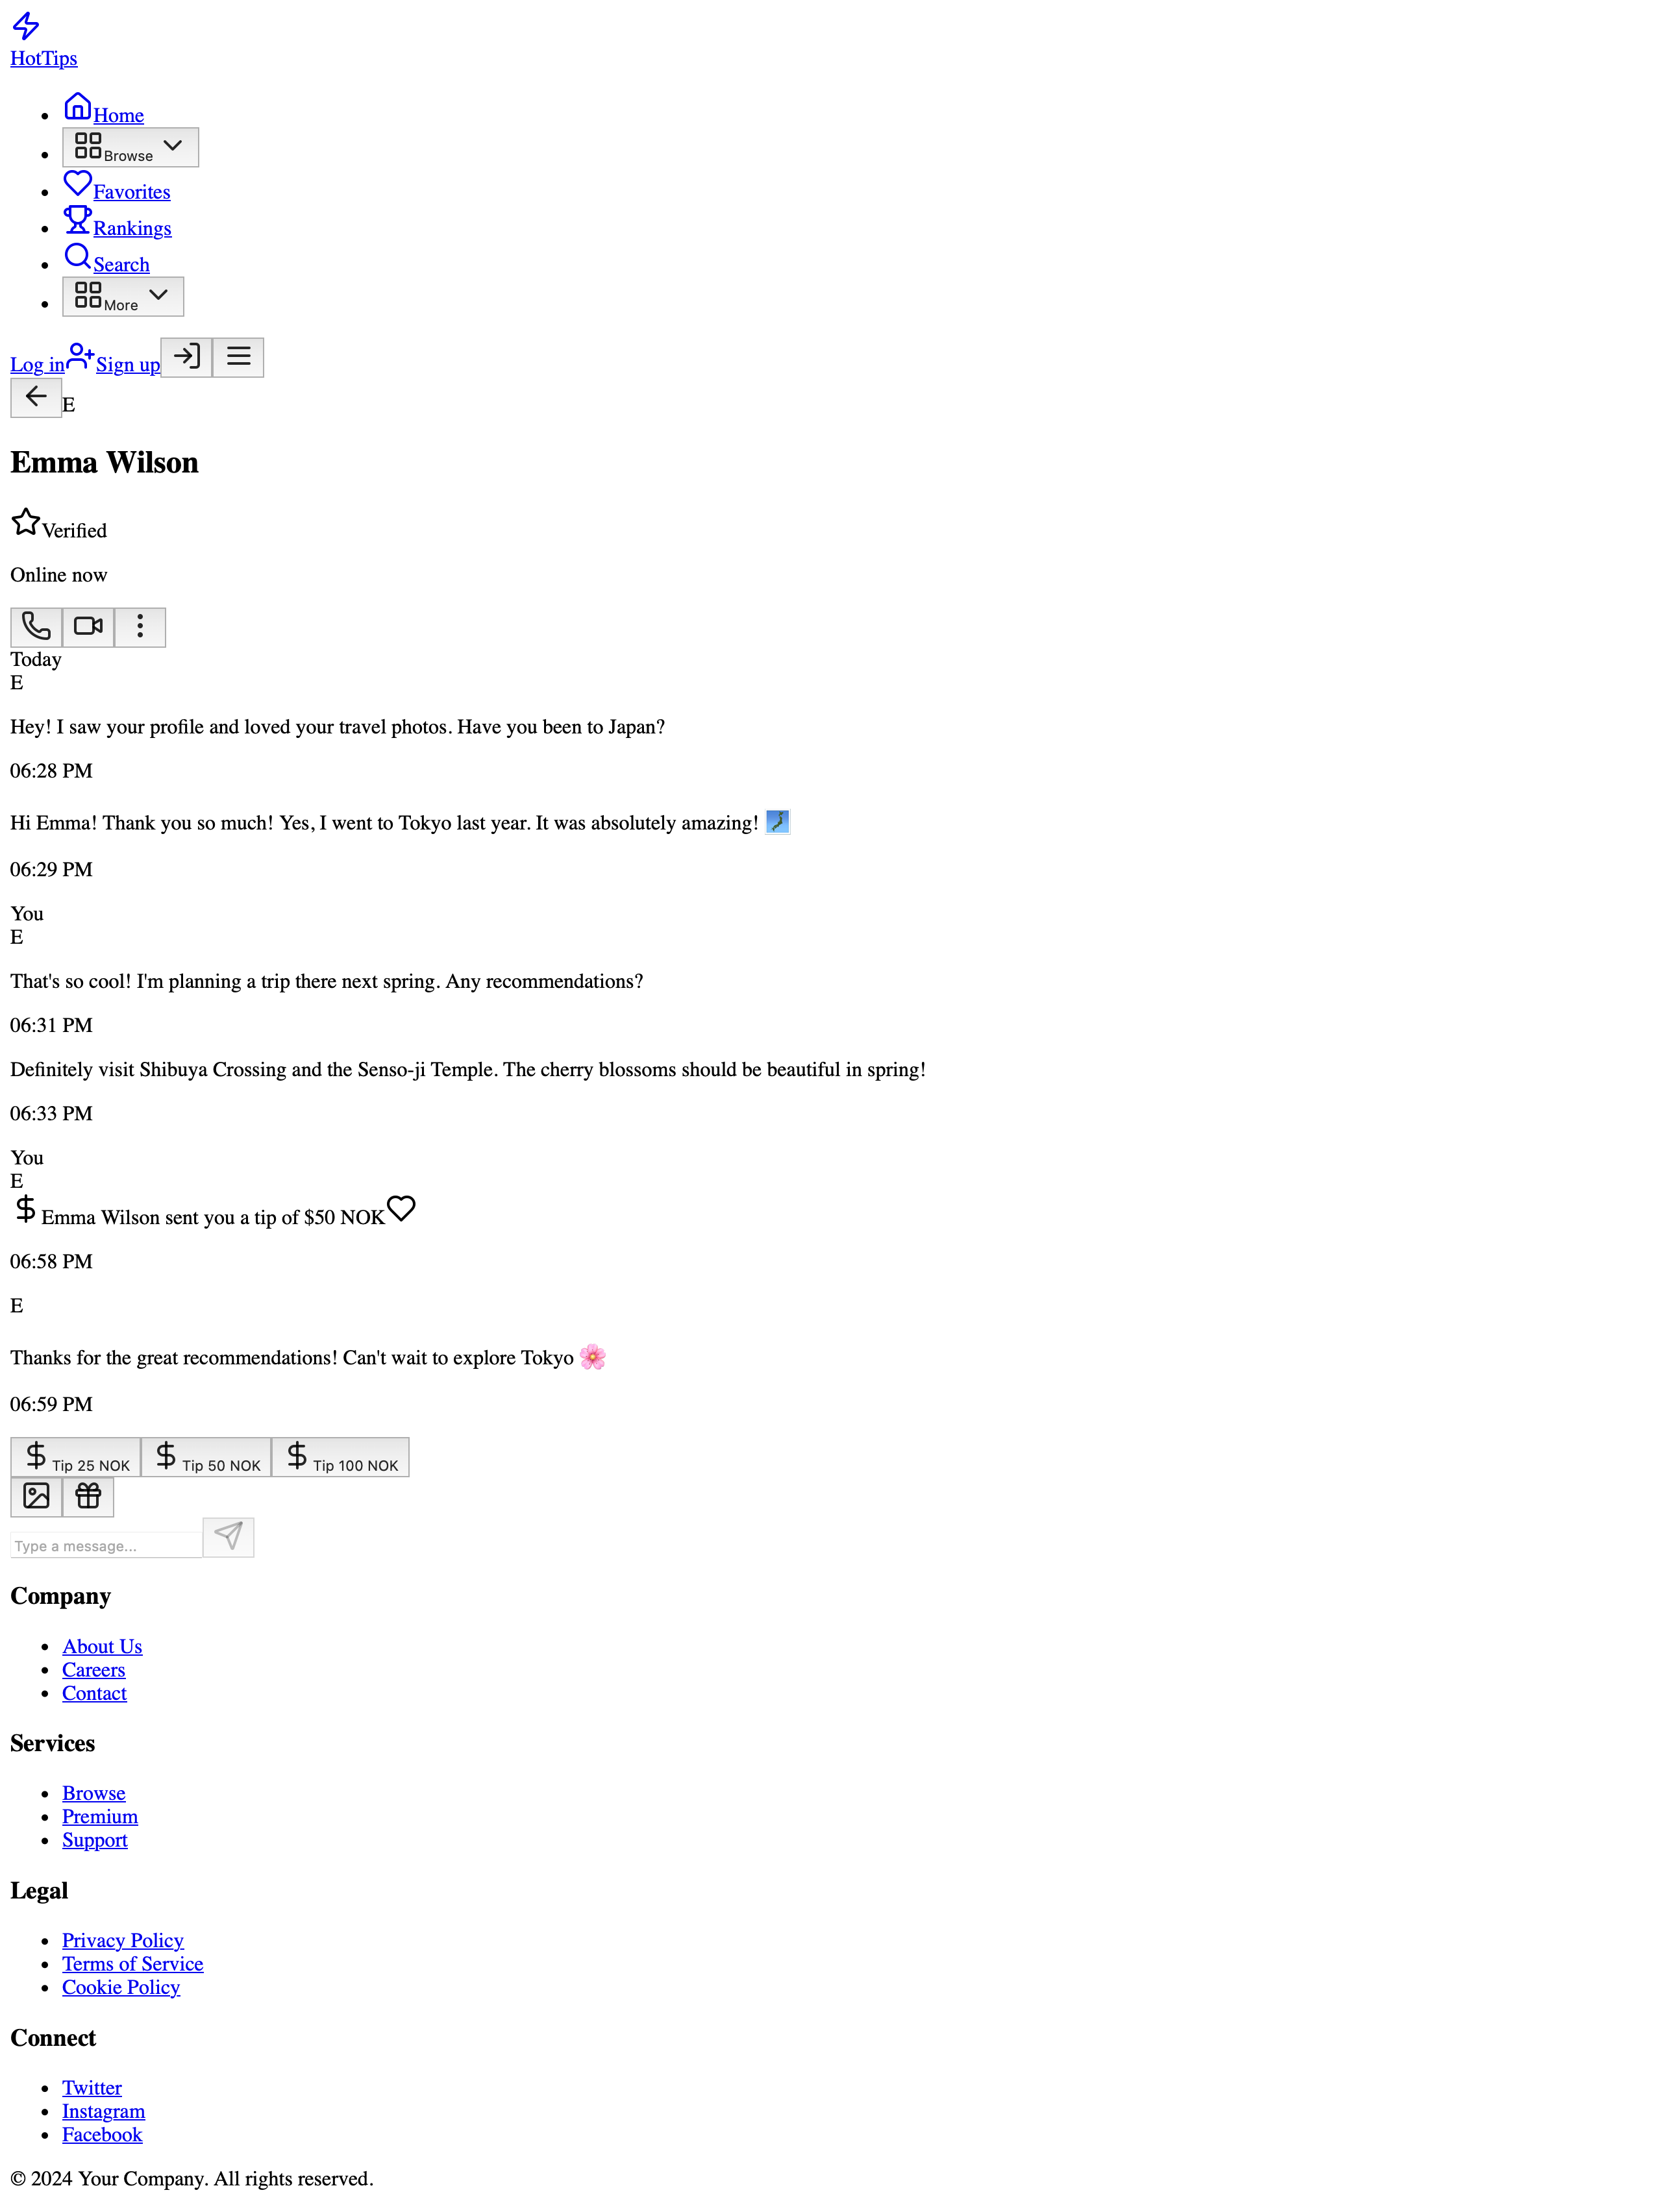 HotTips
Home
Browse
Favorites
Rankings
Search
More
Log in Sign up
E
Emma Wilson
Verified
Online now
Today
E
Hey! I saw your profile and loved your travel photos. Have you been to Japan?
06:28 PM
Hi Emma! Thank you so much! Yes, I went to Tokyo last year. It was absolutely amazing! 🗾
06:29 PM
You
E
That's so cool! I'm planning a trip there next spring. Any recommendations?
06:31 PM
Definitely visit Shibuya Crossing and the Senso-ji Temple. The cherry blossoms should be beautiful in spring!
06:33 PM
You
E
Emma Wilson sent you a tip of $50 NOK
06:58 PM
E
Thanks for the great recommendations! Can't wait to explore Tokyo 🌸
06:59 PM
Tip 25 NOK Tip 50 NOK Tip 100 NOK
Type a message...
Company
About Us
Careers
Contact
Services
Browse
Premium
Support
Legal
Privacy Policy
Terms of Service
Cookie Policy
Connect
Twitter
Instagram
Facebook
© 2024 Your Company. All rights reserved.